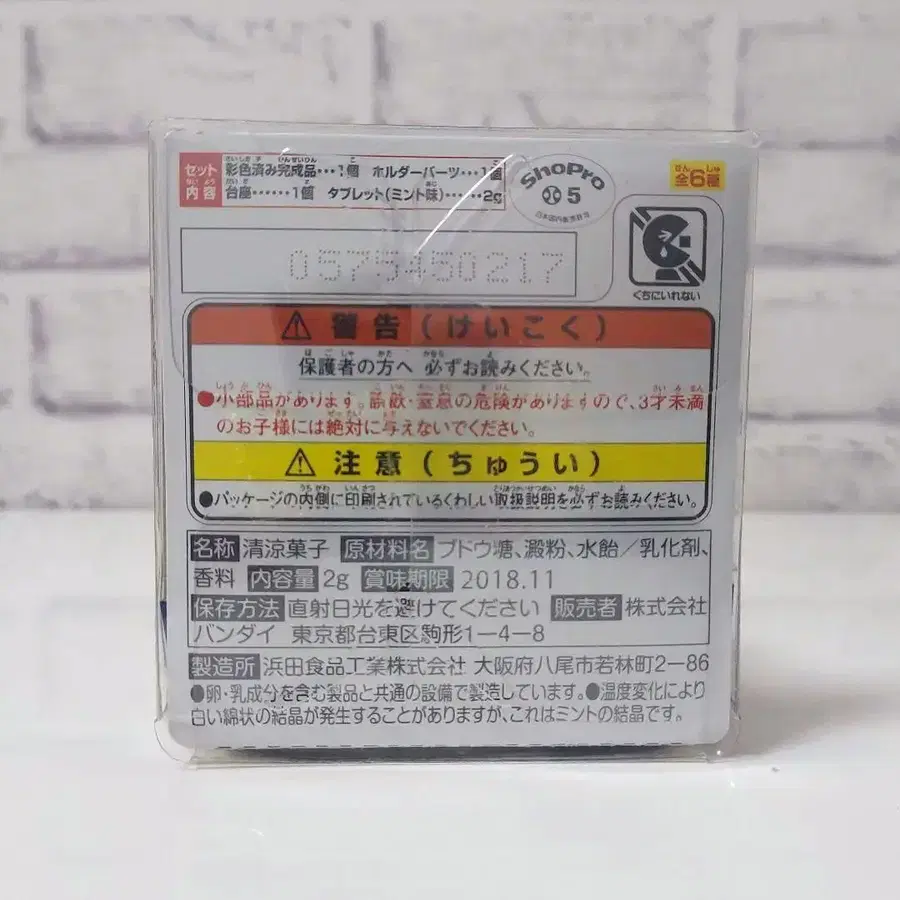 セット内容
彩色済み完成品…1個 ホルダーパーツ…1個
台座……1個 タブレット(ミント味)……2g
ShoPro
5
日本国内販売許諾
全6種
ぜんしゅ
くちにいれない
0575450217
警告(けいこく)
保護者の方へ 必ずお読みください。
●小部品があります。誤飲・窒息の危険がありますので、3才未満
のお子様には絶対に与えないでください。
注意(ちゅうい)
●パッケージの内側に印刷されているくわしい取扱説明を必ずお読みください。
名称 清涼菓子 原材料名 ブドウ糖、澱粉、水飴/乳化剤、
香料 内容量 2g 賞味期限 2018.11
保存方法 直射日光を避けてください 販売者 株式会社
バンダイ 東京都台東区駒形1-4-8
製造所 浜田食品工業株式会社 大阪府八尾市若林町2-86
●卵・乳成分を含む製品と共通の設備で製造しています。●温度変化により
白い綿状の結晶が発生することがありますが、これはミントの結晶です。